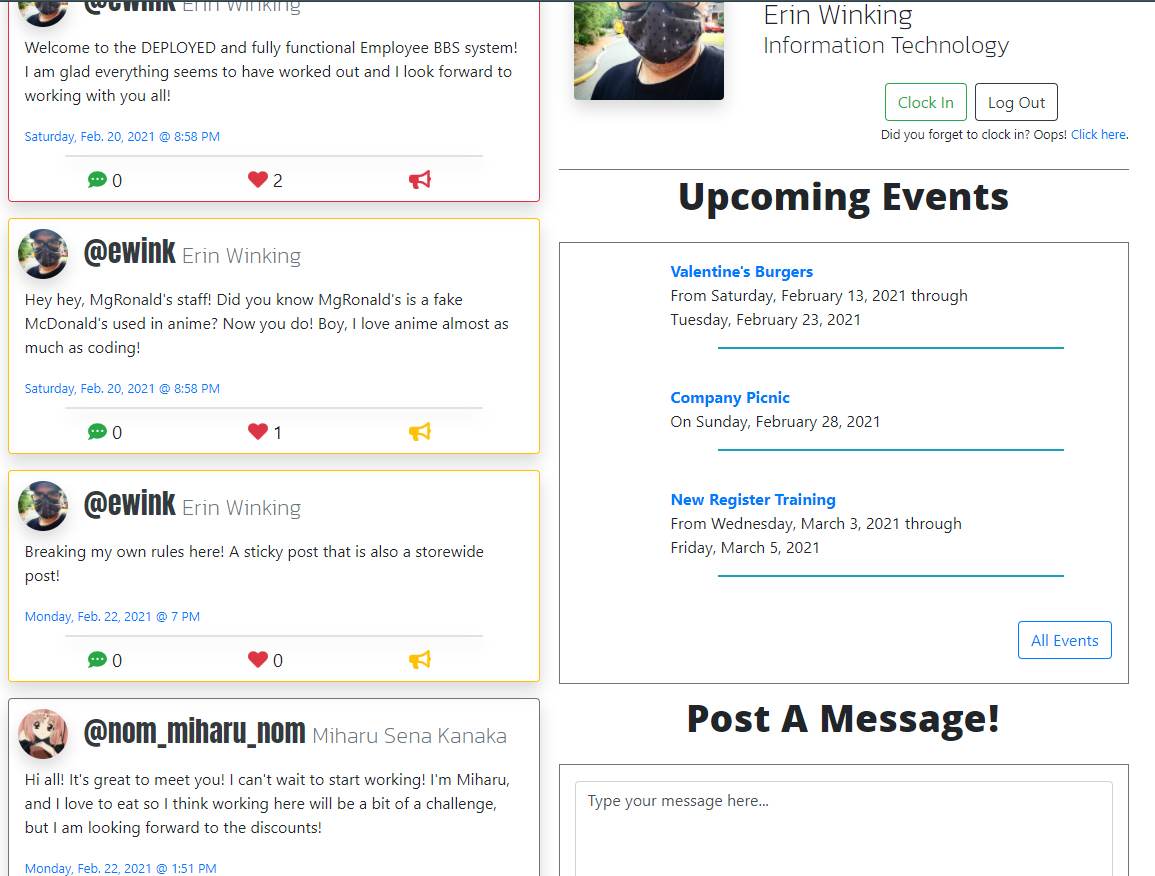 @ewink Erin Winking
Welcome to the DEPLOYED and fully functional Employee BBS system!
I am glad everything seems to have worked out and I look forward to
working with you all!
Saturday, Feb. 20, 2021 @ 8:58 PM
0 2
@ewink Erin Winking
Hey hey, MgRonald's staff! Did you know MgRonald's is a fake
McDonald's used in anime? Now you do! Boy, I love anime almost as
much as coding!
Saturday, Feb. 20, 2021 @ 8:58 PM
0 1
@ewink Erin Winking
Breaking my own rules here! A sticky post that is also a storewide
post!
Monday, Feb. 22, 2021 @ 7 PM
0 0
@nom_miharu_nom Miharu Sena Kanaka
Hi all! It's great to meet you! I can't wait to start working! I'm Miharu,
and I love to eat so I think working here will be a bit of a challenge,
but I am looking forward to the discounts!
Monday, Feb. 22, 2021 @ 1:51 PM
Erin Winking
Information Technology
Clock In Log Out
Did you forget to clock in? Oops! Click here.
Upcoming Events
Valentine's Burgers
From Saturday, February 13, 2021 through
Tuesday, February 23, 2021
Company Picnic
On Sunday, February 28, 2021
New Register Training
From Wednesday, March 3, 2021 through
Friday, March 5, 2021
All Events
Post A Message!
Type your message here...